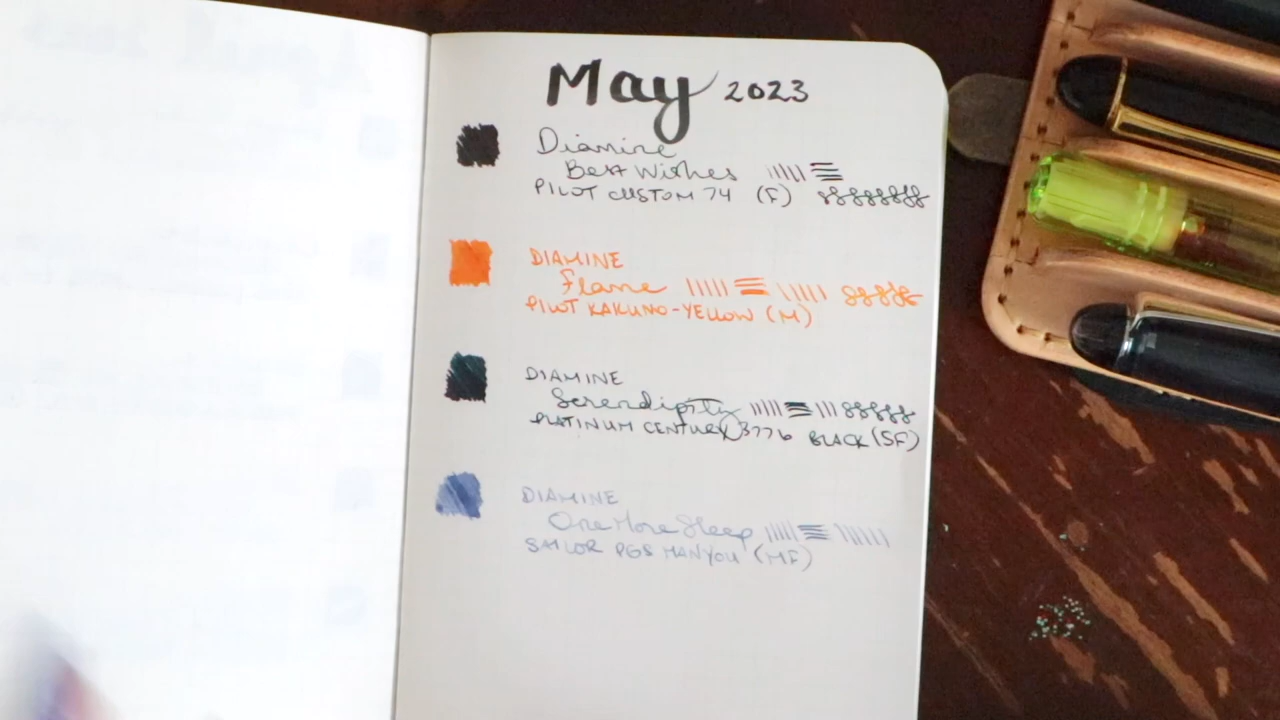 May 2023
Diamine
Best Wishes
PILOT CUSTOM 74 (F)
DIAMINE
Flame
PILOT KAKUNO-YELLOW (M)
DIAMINE
Serendipity
PLATINUM CENTURY 3776 BLACK (SF)
DIAMINE
One More Sleep
SAILOR PGS MANYOU (MF)